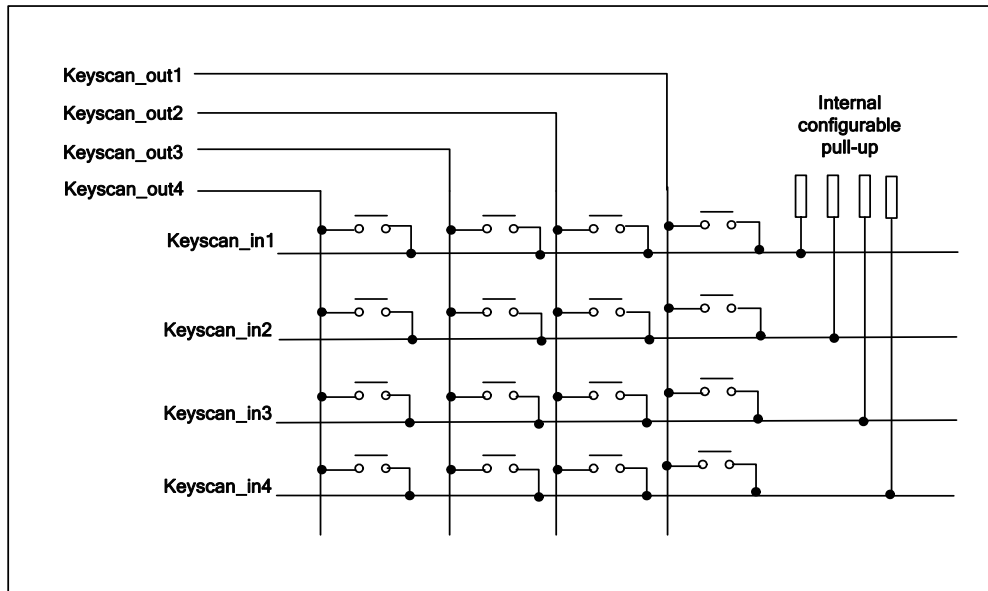 Keyscan_out1
Keyscan_out2
Keyscan_out3
Keyscan_out4
Internal
configurable
pull-up
Keyscan_in1
Keyscan_in2
Keyscan_in3
Keyscan_in4